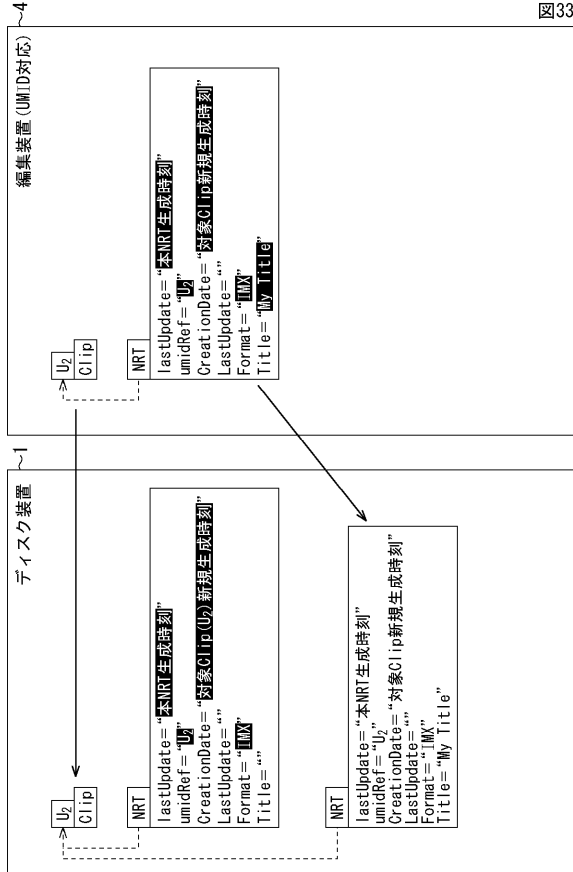 図33
ディスク装置
~1
U2
Clip
NRT
lastUpdate=“本NRT生成時刻”
umidRef=“U2”
CreationDate=“対象Clip(U2)新規生成時刻”
LastUpdate=“”
Format=“IMX”
Title=“”
NRT
lastUpdate=“本NRT生成時刻”
umidRef=“U2”
CreationDate=“対象Clip新規生成時刻”
LastUpdate=“”
Format=“IMX”
Title=“My Title”
編集装置(UMID対応)
~4
U2
Clip
NRT
lastUpdate=“本NRT生成時刻”
umidRef=“U2”
CreationDate=“対象Clip新規生成時刻”
LastUpdate=“”
Format=“IMX”
Title=“My Title”